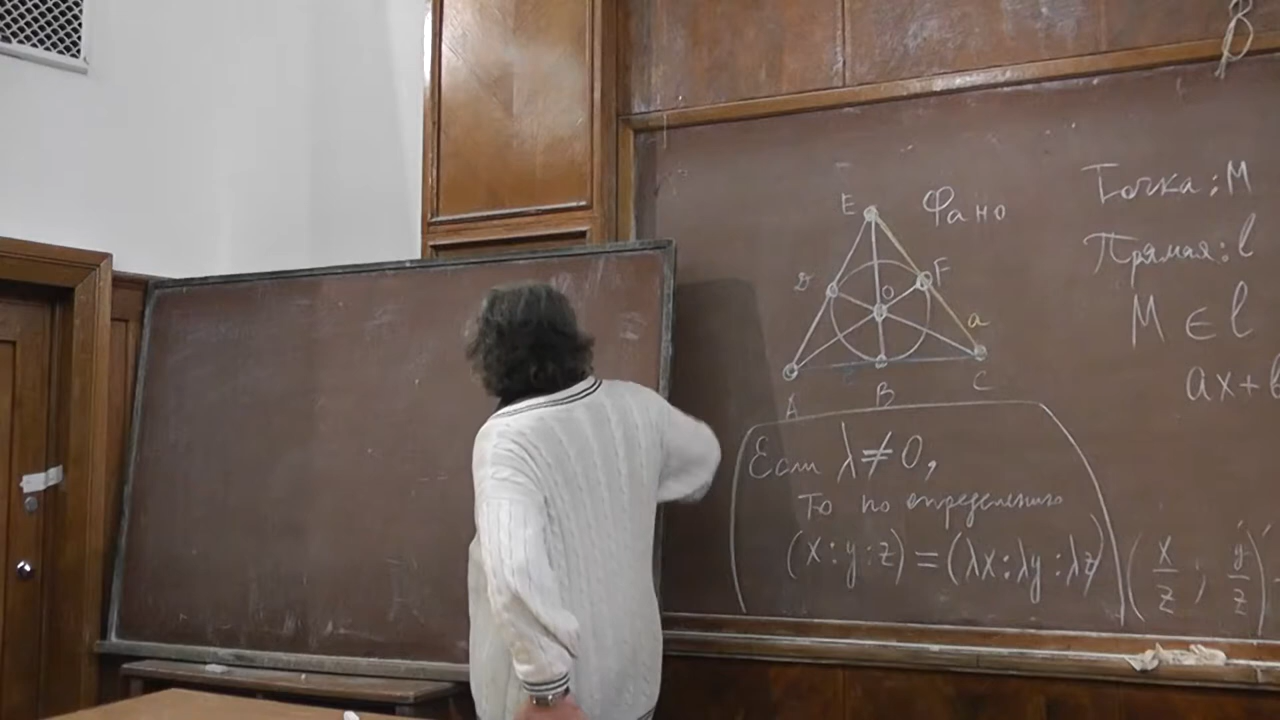 E Фано
D F
O
a
A B C
Если λ ≠ 0,
то по определению
(x : y : z) = (λx : λy : λz)
(x/z ; y/z)
Точка : M
Прямая : l
M ∈ l
ax +